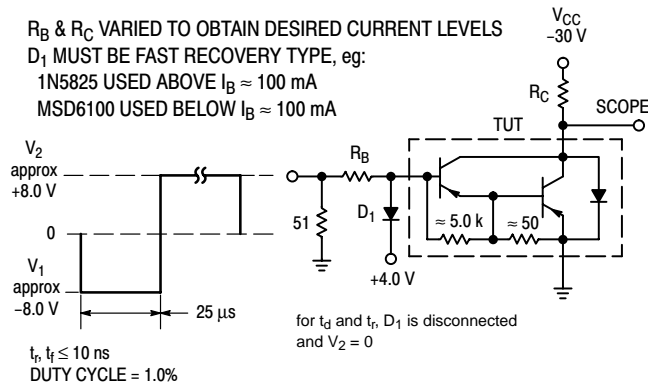 R_B & R_C VARIED TO OBTAIN DESIRED CURRENT LEVELS
D_1 MUST BE FAST RECOVERY TYPE, eg:
1N5825 USED ABOVE I_B ≈ 100 mA
MSD6100 USED BELOW I_B ≈ 100 mA
V_CC
−30 V
R_C
SCOPE
TUT
V_2
approx
+8.0 V
0
V_1
approx
−8.0 V
25 μs
R_B
51
D_1
+4.0 V
≈ 5.0 k
≈ 50
for t_d and t_r, D_1 is disconnected
and V_2 = 0
t_r, t_f ≤ 10 ns
DUTY CYCLE = 1.0%